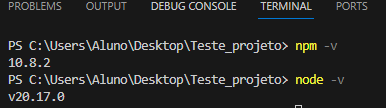 PROBLEMS OUTPUT DEBUG CONSOLE TERMINAL PORTS
PS C:\Users\Aluno\Desktop\Teste_projeto> npm -v
10.8.2
PS C:\Users\Aluno\Desktop\Teste_projeto> node -v
v20.17.0